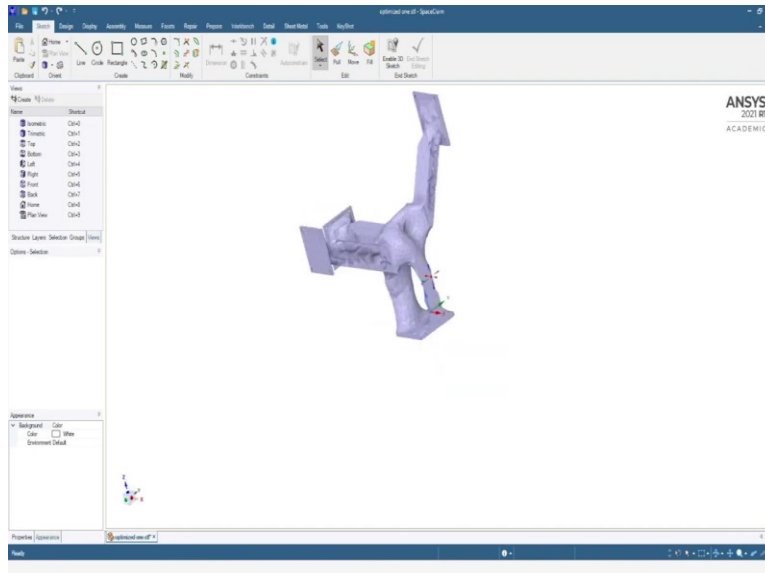 optimized one.stl - SpaceClaim
File Sketch Design Display Assembly Measure Facets Repair Prepare Workbench Detail Sheet Metal Tools KeyShot
Home
Plan View
Paste
Line Circle Rectangle
Dimension
Select Pull Move Fill
Enable 3D Sketch
End Sketch Editing
Clipboard Orient Create Modify Constraints Edit End Sketch
Views
Create Delete
Name Shortcut
Isometric Ctrl+0
Trimetric Ctrl+1
Top Ctrl+2
Bottom Ctrl+3
Left Ctrl+4
Right Ctrl+5
Front Ctrl+6
Back Ctrl+7
Home Ctrl+8
Plan View Ctrl+9
Structure Layers Selection Groups Views
Options - Selection
ANSYS
2021 R1
ACADEMIC
Appearance
Background Color
Color White
Environment Default
Z
X
Properties Appearance
optimized one.stl*
Ready
0